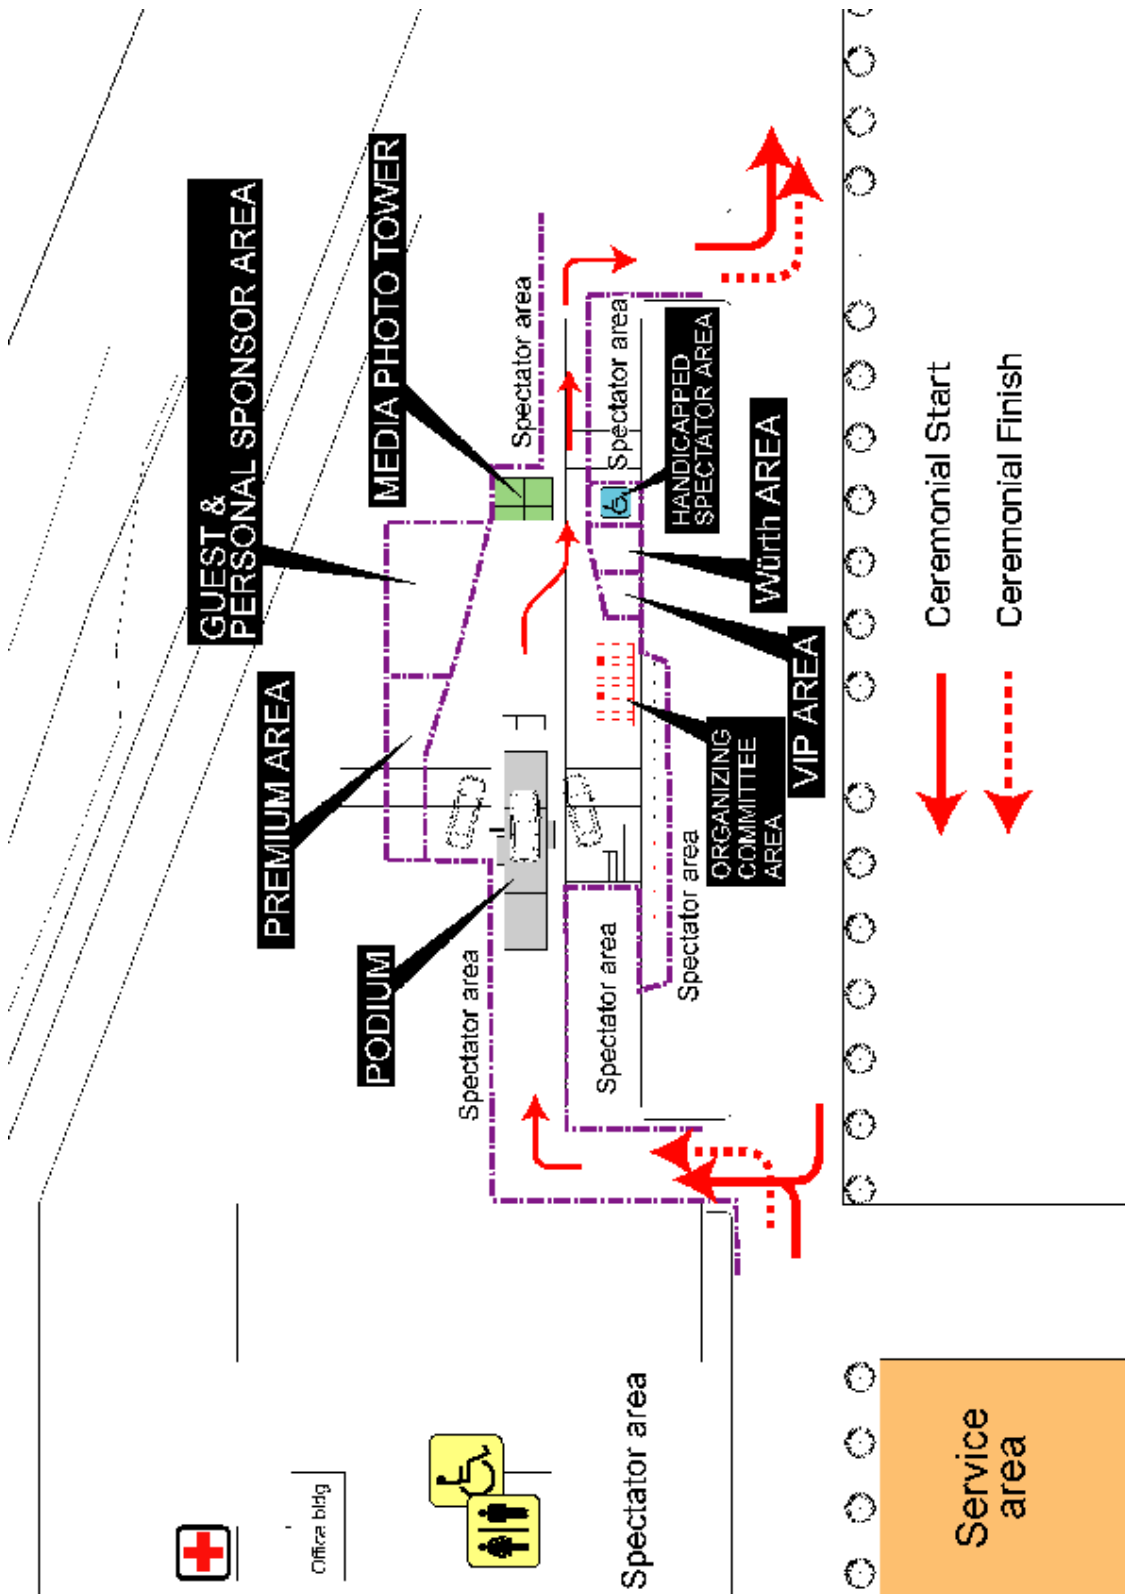 GUEST &
PERSONAL SPONSOR AREA
MEDIA PHOTO TOWER
PREMIUM AREA
PODIUM
Spectator area
Spectator area
HANDICAPPED
SPECTATOR AREA
Würth AREA
VIP AREA
ORGANIZING
COMMITTEE
AREA
Spectator area
Spectator area
Spectator area
Office bldg
Spectator area
Service
area
Ceremonial Start
Ceremonial Finish